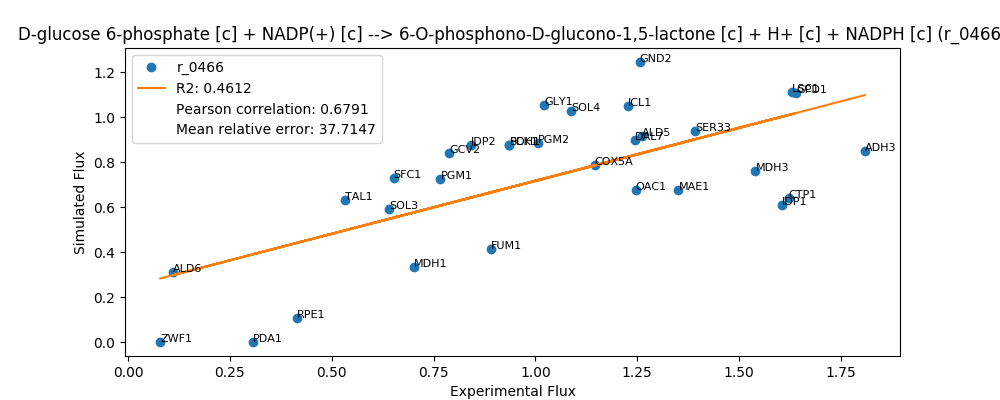 D-glucose 6-phosphate [c] + NADP(+) [c] --> 6-O-phosphono-D-glucono-1,5-lactone [c] + H+ [c] + NADPH [c] (r_0466
r_0466
R2: 0.4612
Pearson correlation: 0.6791
Mean relative error: 37.7147
Simulated Flux
1.2
1.0
0.8
0.6
0.4
0.2
0.0
GND2
GPD1
GLY1
SOL4
ICL1
SER33
ALD5
DAL7
IDP2
PGM2
GCV2
ADH3
COX5A
MDH3
SFC1
PGM1
OAC1
MAE1
CTP1
IDP1
TAL1
SOL3
FUM1
MDH1
ALD6
RPE1
ZWF1
PDA1
0.00 0.25 0.50 0.75 1.00 1.25 1.50 1.75
Experimental Flux